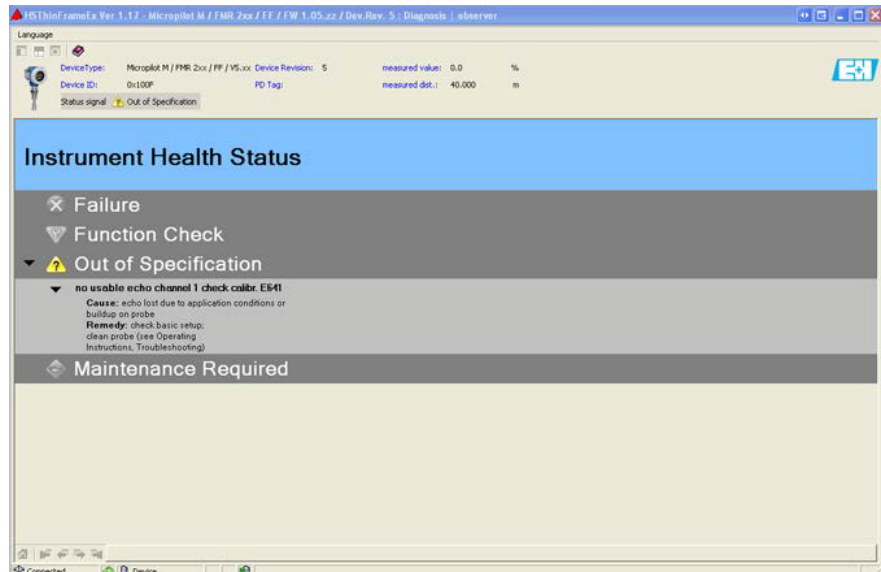 HSThinFrameEx Ver 1.17 - Micropilot M / FMR 2xx / FF / FW 1.05.zz / Dev.Rev. 5 : Diagnosis | observer
Language
DeviceType: Micropilot M / FMR 2xx / FF / V5.xx Device Revision: 5 measured value: 0.0 %
Device ID: 0x100F PD Tag: measured dist.: 40.000 m
Status signal Out of Specification
E+H
Instrument Health Status
Failure
Function Check
Out of Specification
no usable echo channel 1 check calibr. E641
Cause: echo lost due to application conditions or
buildup on probe
Remedy: check basic setup;
clean probe (see Operating
Instructions, Troubleshooting)
Maintenance Required
Connected Device